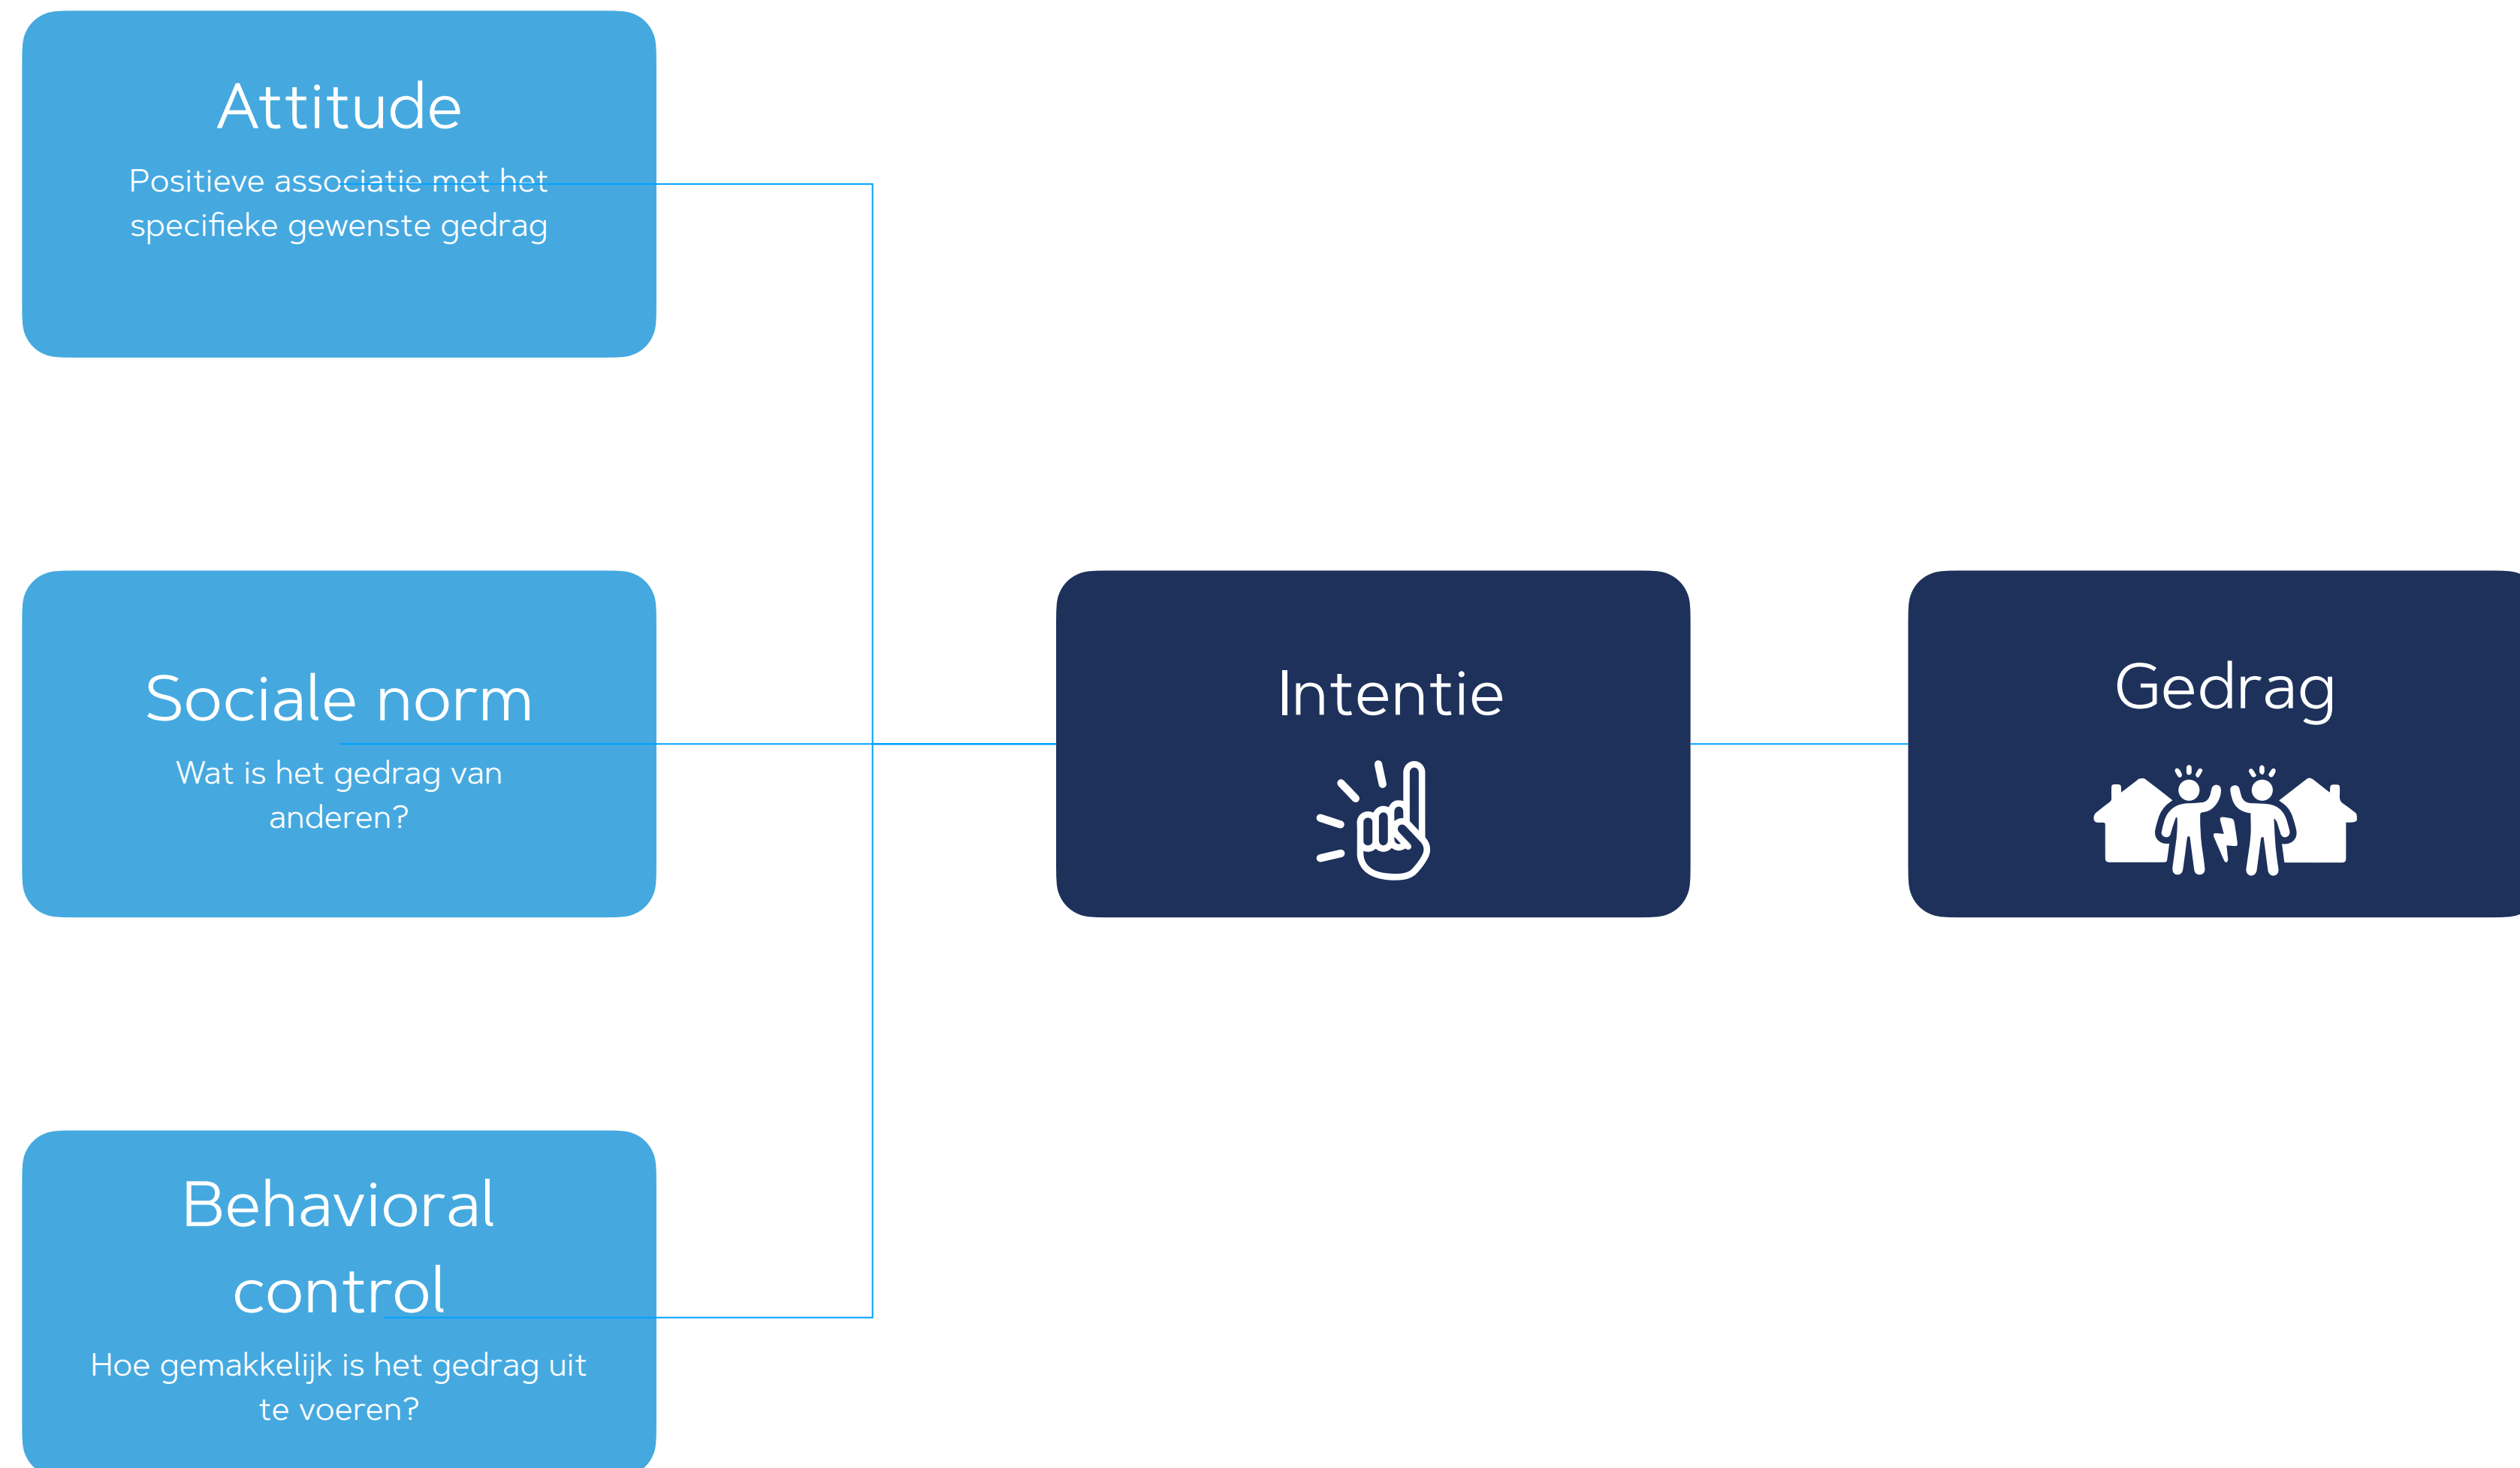 Attitude
Positieve associatie met het
specifieke gewenste gedrag
Sociale norm
Wat is het gedrag van
anderen?
Behavioral
control
Hoe gemakkelijk is het gedrag uit
te voeren?
Intentie
Gedrag